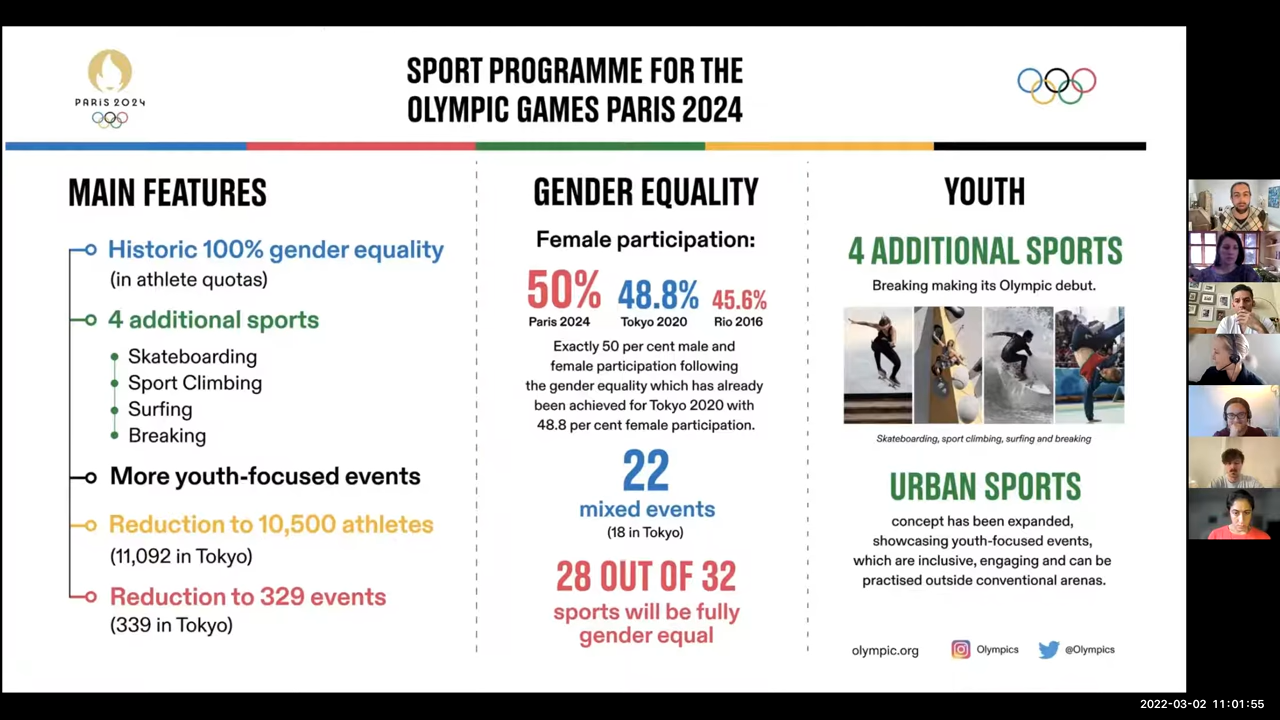 PARIS 2024
SPORT PROGRAMME FOR THE
OLYMPIC GAMES PARIS 2024
MAIN FEATURES
Historic 100% gender equality
(in athlete quotas)
4 additional sports
Skateboarding
Sport Climbing
Surfing
Breaking
More youth-focused events
Reduction to 10,500 athletes
(11,092 in Tokyo)
Reduction to 329 events
(339 in Tokyo)
GENDER EQUALITY
Female participation:
50% 48.8% 45.6%
Paris 2024 Tokyo 2020 Rio 2016
Exactly 50 per cent male and
female participation following
the gender equality which has already
been achieved for Tokyo 2020 with
48.8 per cent female participation.
22
mixed events
(18 in Tokyo)
28 OUT OF 32
sports will be fully
gender equal
YOUTH
4 ADDITIONAL SPORTS
Breaking making its Olympic debut.
Skateboarding, sport climbing, surfing and breaking
URBAN SPORTS
concept has been expanded,
showcasing youth-focused events,
which are inclusive, engaging and can be
practised outside conventional arenas.
olympic.org Olympics @Olympics
2022-03-02 11:01:55